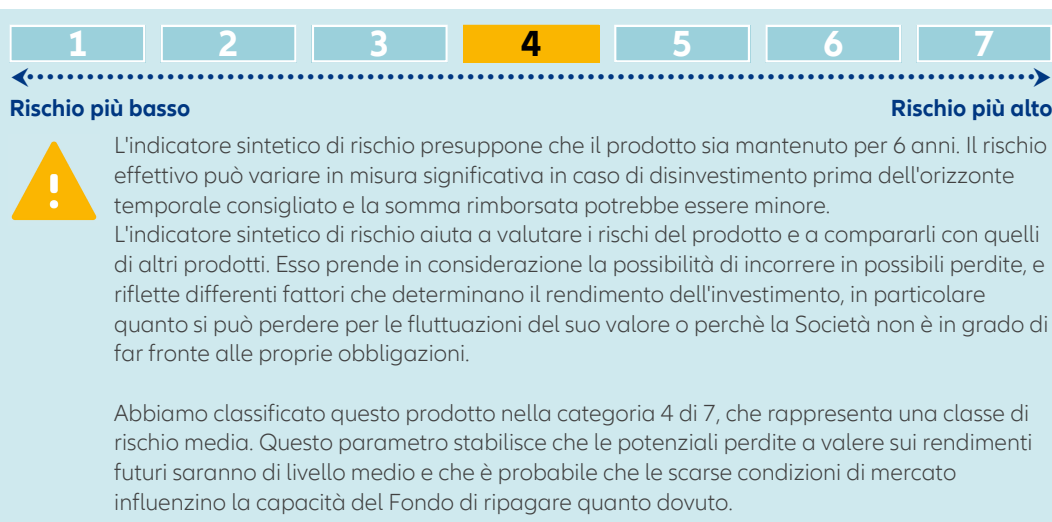 1 2 3 4 5 6 7
Rischio più basso Rischio più alto
L'indicatore sintetico di rischio presuppone che il prodotto sia mantenuto per 6 anni. Il rischio
effettivo può variare in misura significativa in caso di disinvestimento prima dell'orizzonte
temporale consigliato e la somma rimborsata potrebbe essere minore.
L'indicatore sintetico di rischio aiuta a valutare i rischi del prodotto e a compararli con quelli
di altri prodotti. Esso prende in considerazione la possibilità di incorrere in possibili perdite, e
riflette differenti fattori che determinano il rendimento dell'investimento, in particolare
quanto si può perdere per le fluttuazioni del suo valore o perchè la Società non è in grado di
far fronte alle proprie obbligazioni.
Abbiamo classificato questo prodotto nella categoria 4 di 7, che rappresenta una classe di
rischio media. Questo parametro stabilisce che le potenziali perdite a valere sui rendimenti
futuri saranno di livello medio e che è probabile che le scarse condizioni di mercato
influenzino la capacità del Fondo di ripagare quanto dovuto.